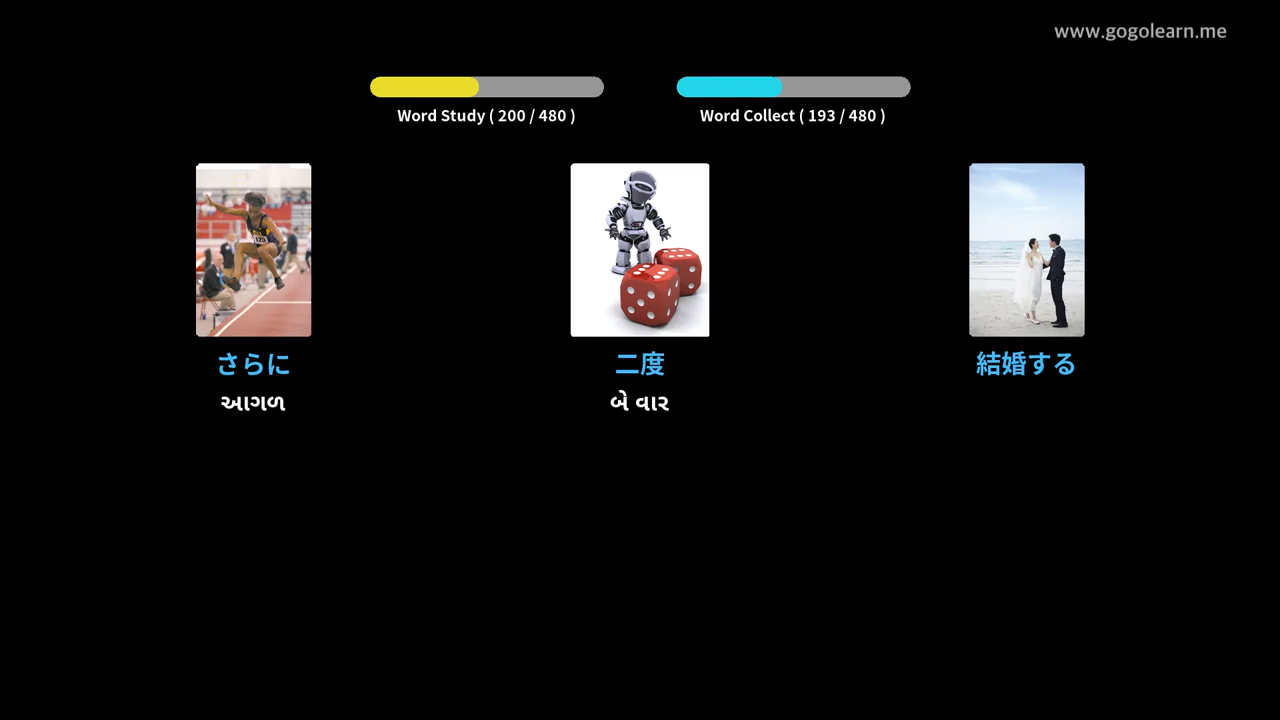 www.gogolearn.me
Word Study ( 200 / 480 )
Word Collect ( 193 / 480 )
さらに
二度
結婚する
આગળ
બે વાર